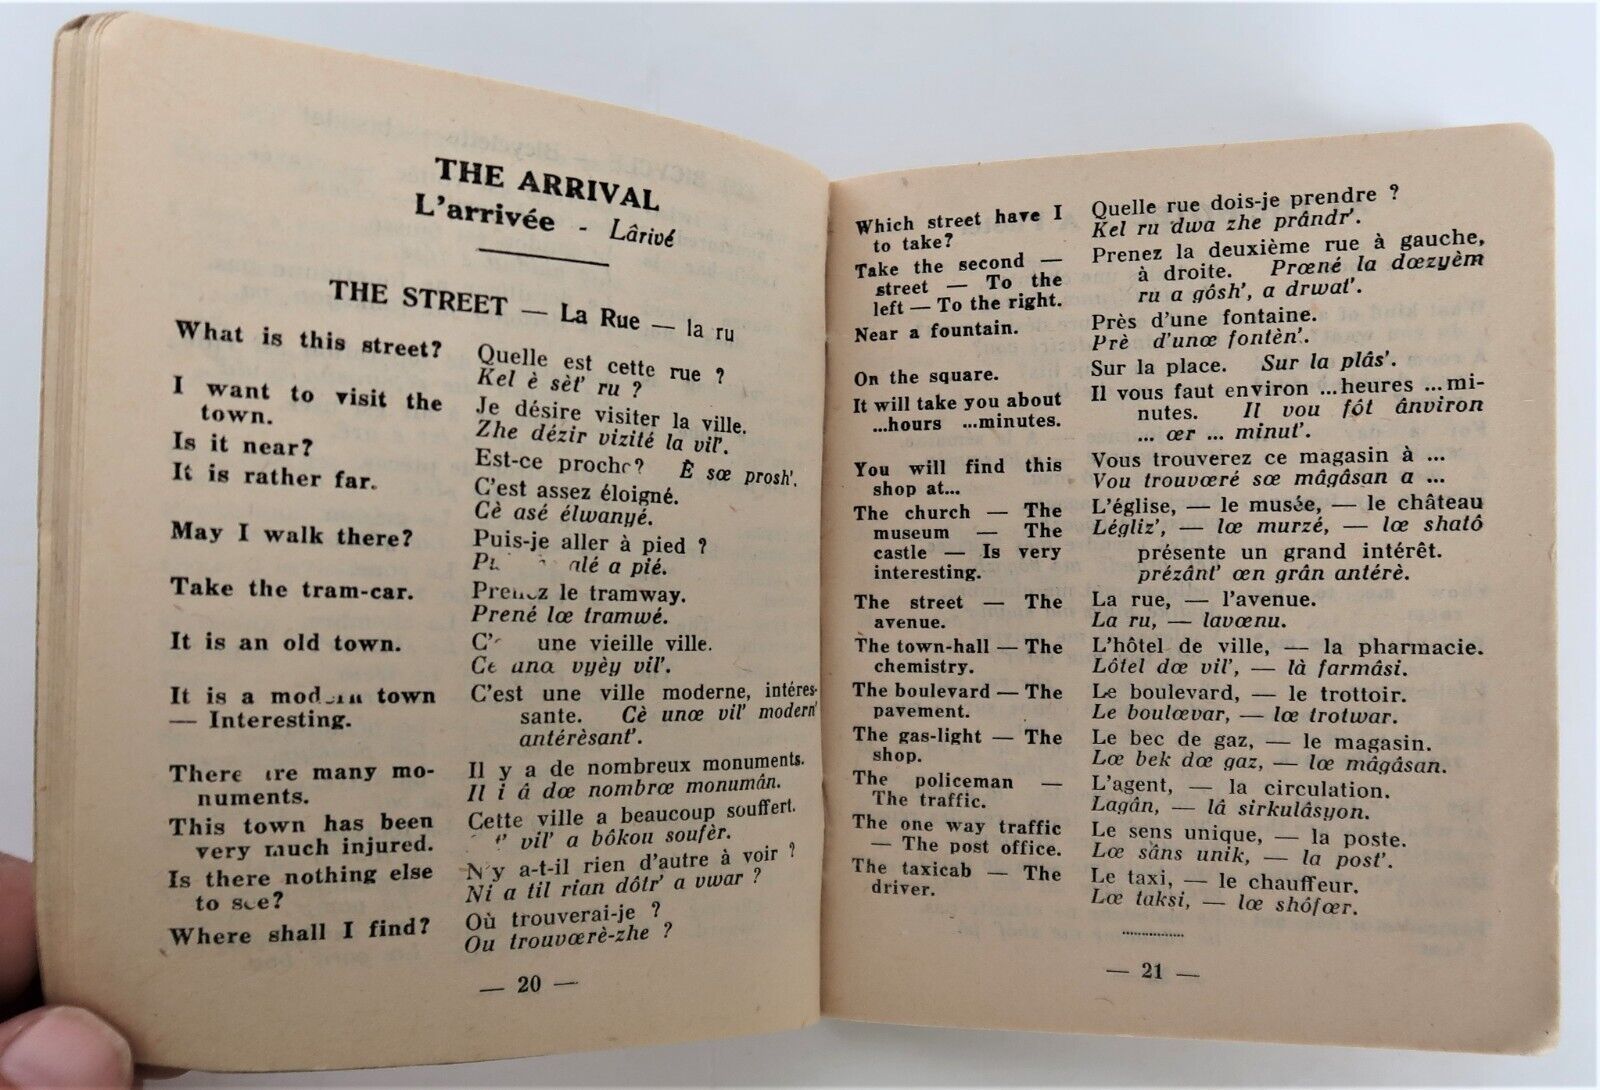 THE ARRIVAL
L'arrivée - Lârivé
THE STREET — La Rue — la ru
What is this street?
Quelle est cette rue ?
Kel è sèt' ru ?
I want to visit the
town.
Je désire visiter la ville.
Zhe dézir vizité la vil'.
Is it near?
Est-ce proche? È sœ prosh'.
It is rather far.
C'est assez éloigné.
Cè asé élwanyé.
May I walk there?
Puis-je aller à pied ?
alé a pié.
Take the tram-car.
Prenez le tramway.
Prené lœ tramwé.
It is an old town.
une vieille ville.
Ce una vyèy vil'.
It is a modern town
— Interesting.
C'est une ville moderne, intéres-
sante. Cè unœ vil' modern'
antérèsant'.
There are many mo-
numents.
Il y a de nombreux monuments.
Il i â dœ nombrœ monumân.
This town has been
very much injured.
Cette ville a beaucoup souffert.
vil' a bôkou soufèr.
Is there nothing else
to see?
N'y a-t-il rien d'autre à voir ?
Ni a til rian dôtr' a vwar ?
Where shall I find?
Où trouverai-je ?
Ou trouvœrè-zhe ?
— 20 —
Which street have I
to take?
Quelle rue dois-je prendre ?
Kel ru dwa zhe prândr'.
Take the second —
street — To the
left — To the right.
Prenez la deuxième rue à gauche,
à droite. Prœné la dœzyèm
ru a gôsh', a drwat'.
Near a fountain.
Près d'une fontaine.
Prè d'unœ fontèn'.
On the square.
Sur la place. Sur la plâs'.
It will take you about
...hours ...minutes.
Il vous faut environ ...heures ...mi-
nutes. Il vou fôt ânviron
... œr ... minut'.
You will find this
shop at...
Vous trouverez ce magasin à ...
Vou trouvœré sœ mâgâsan a ...
The church — The
museum — The
castle — Is very
interesting.
L'église, — le musée, — le château
Légliz', — lœ murzé, — lœ shatô
présente un grand intérêt.
prézânt' œn grân antérè.
The street — The
avenue.
La rue, — l'avenue.
La ru, — lavœnu.
The town-hall — The
chemistry.
L'hôtel de ville, — la pharmacie.
Lôtel dœ vil', — là farmâsi.
The boulevard — The
pavement.
Le boulevard, — le trottoir.
Le boulœvar, — lœ trotwar.
The gas-light — The
shop.
Le bec de gaz, — le magasin.
Lœ bek dœ gaz, — lœ mâgâsan.
The policeman —
The traffic.
L'agent, — la circulation.
Lagân, — lâ sirkulâsyon.
The one way traffic
— The post office.
Le sens unique, — la poste.
Lœ sâns unik, — la post'.
The taxicab — The
driver.
Le taxi, — le chauffeur.
Lœ taksi, — lœ shôfœr.
— 21 —